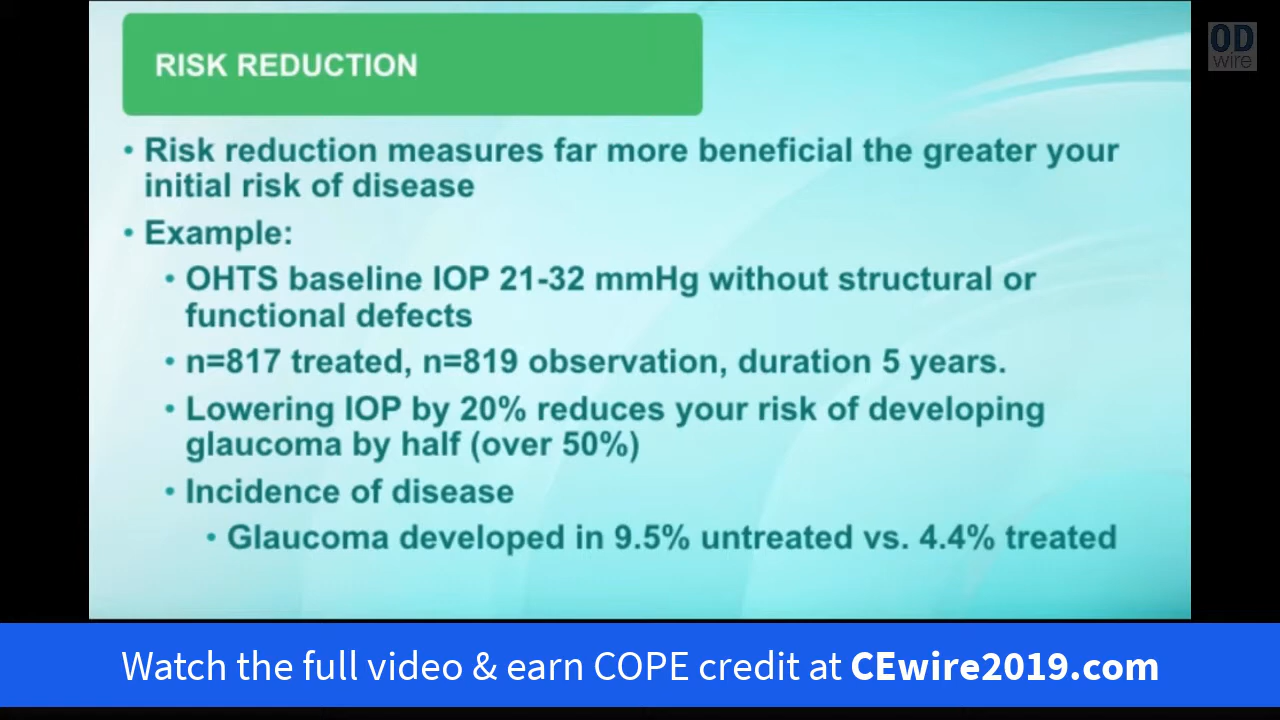 OD
wire
RISK REDUCTION
• Risk reduction measures far more beneficial the greater your
initial risk of disease
• Example:
• OHTS baseline IOP 21-32 mmHg without structural or
functional defects
• n=817 treated, n=819 observation, duration 5 years.
• Lowering IOP by 20% reduces your risk of developing
glaucoma by half (over 50%)
• Incidence of disease
• Glaucoma developed in 9.5% untreated vs. 4.4% treated
Watch the full video & earn COPE credit at CEwire2019.com